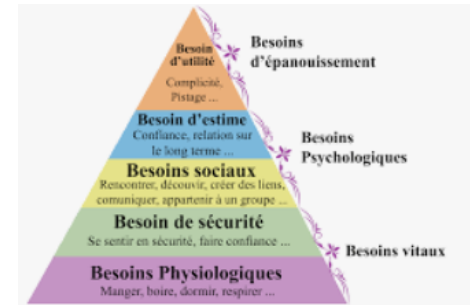 Besoin
d'utilité
Complicité,
Pistage ...
Besoins
d'épanouissement
Besoin d'estime
Confiance, relation sur
le long terme ...
Besoins
Psychologiques
Besoins sociaux
Rencontrer, découvir, créer des liens,
comuniquer, appartenir à un groupe ...
Besoin de sécurité
Se sentir en sécurité, faire confiance ...
Besoins vitaux
Besoins Physiologiques
Manger, boire, dormir, respirer ...